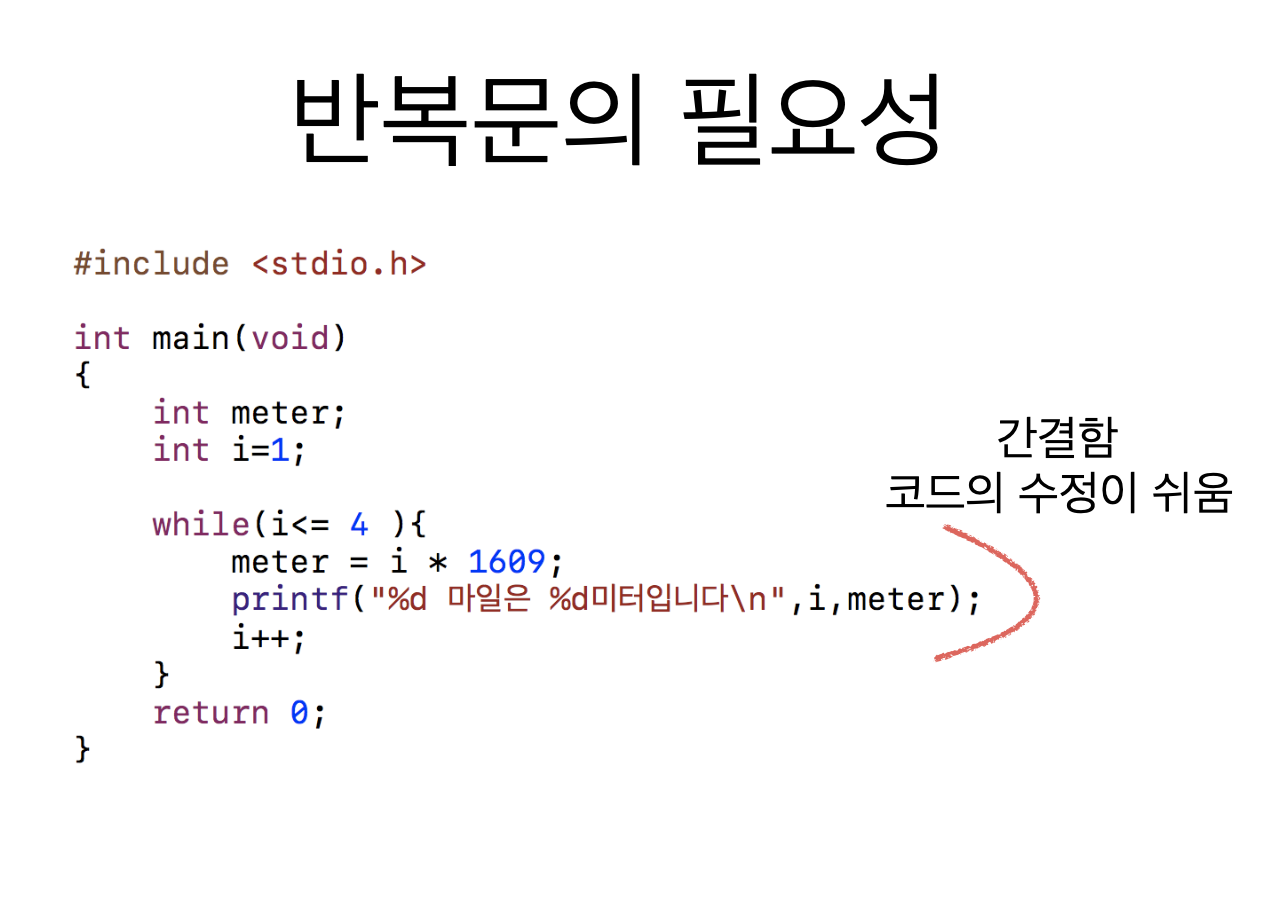 반복문의 필요성
#include <stdio.h>
int main(void)
{
    int meter;
    int i=1;
    while(i<= 4 ){
        meter = i * 1609;
        printf("%d 마일은 %d미터입니다\n",i,meter);
        i++;
    }
    return 0;
}
간결함
코드의 수정이 쉬움